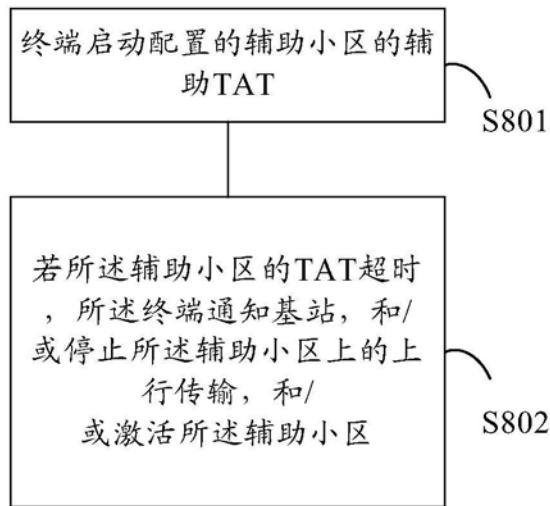 终端启动配置的辅助小区的辅
助TAT
S801
若所述辅助小区的TAT超时
，所述终端通知基站，和/
或停止所述辅助小区上的上
行传输，和/
或激活所述辅助小区
S802